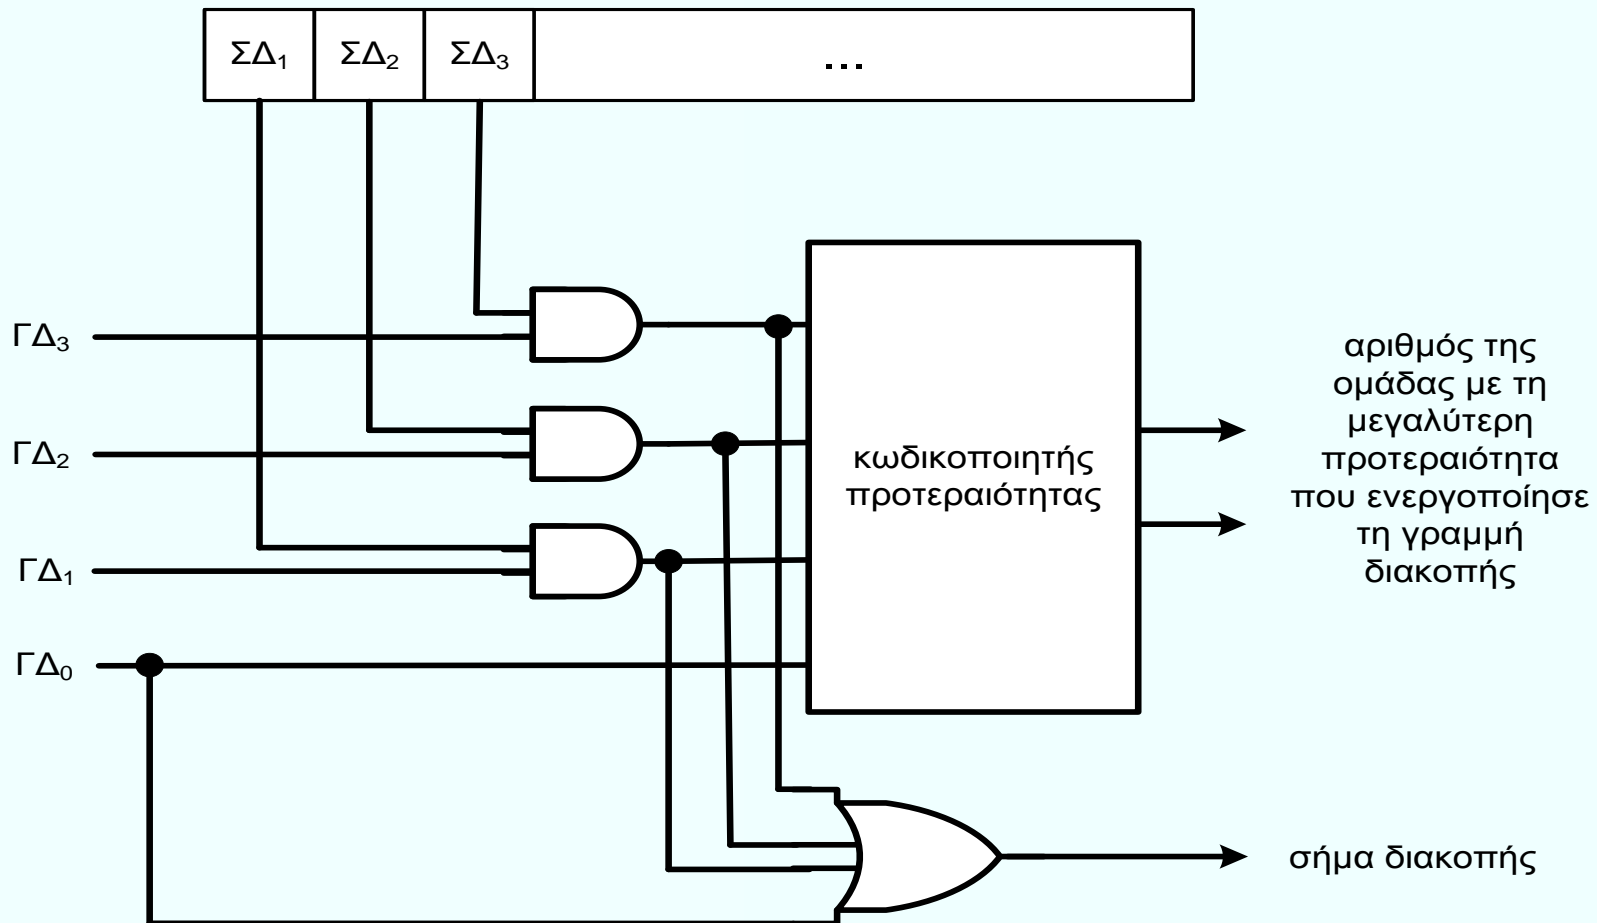 ΣΔ₁ ΣΔ₂ ΣΔ₃ ...
ΓΔ₃
ΓΔ₂
ΓΔ₁
ΓΔ₀
κωδικοποιητής
προτεραιότητας
αριθμός της
ομάδας με τη
μεγαλύτερη
προτεραιότητα
που ενεργοποίησε
τη γραμμή
διακοπής
σήμα διακοπής